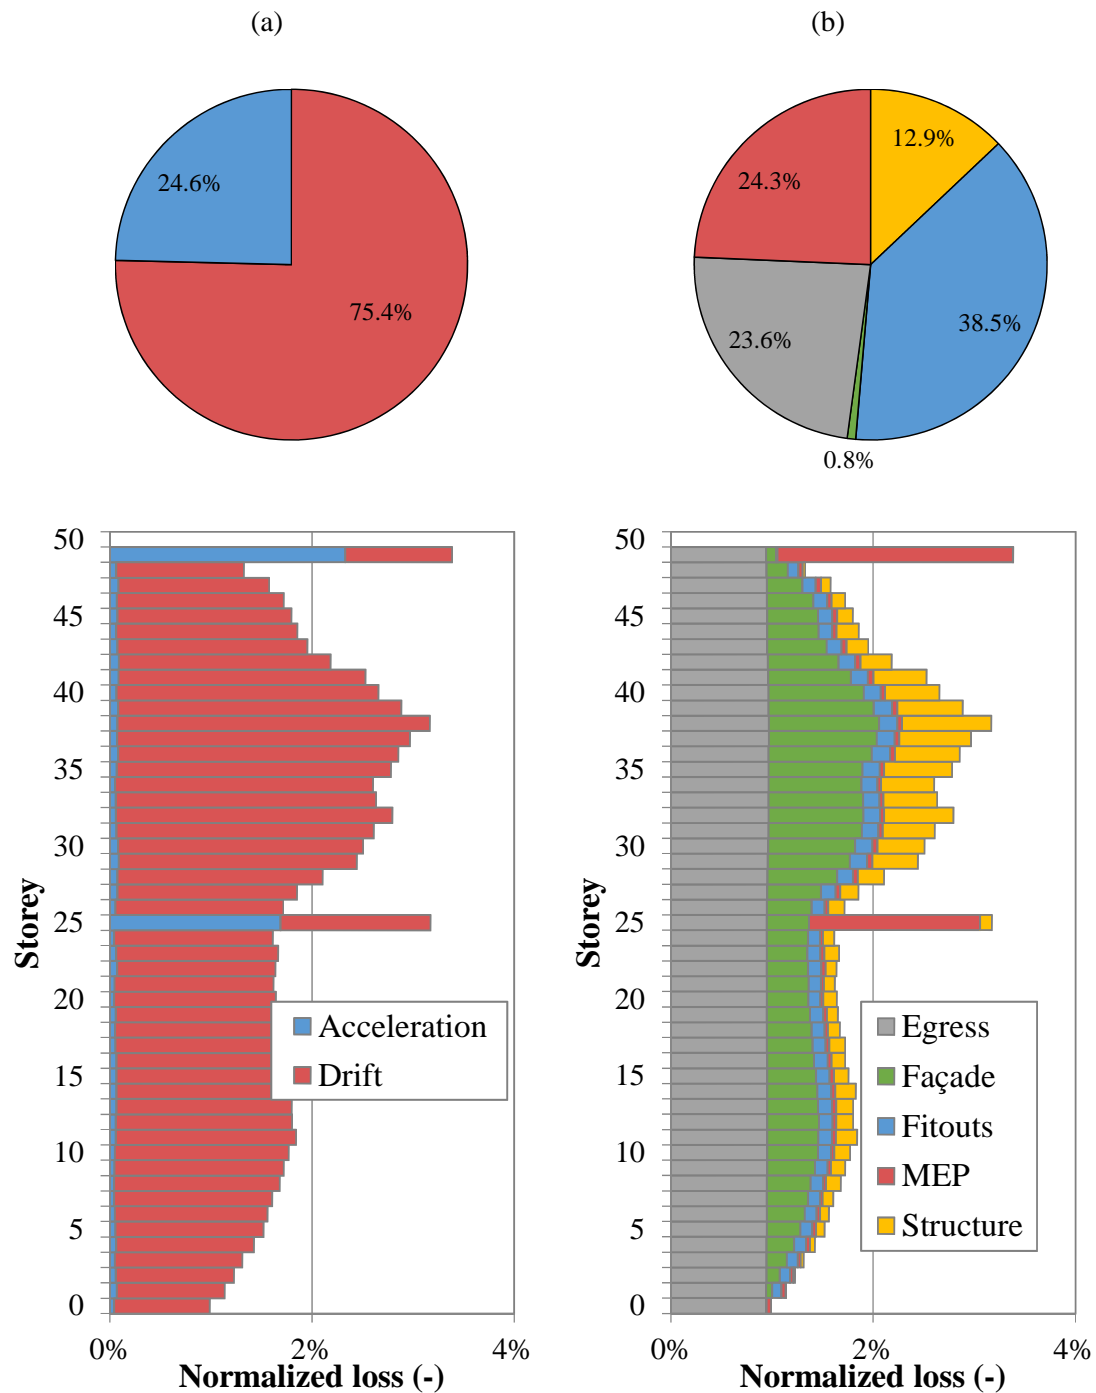 (a)
(b)
24.6%
75.4%
12.9%
24.3%
38.5%
23.6%
0.8%
50
45
40
35
30
25
20
15
10
5
0
Storey
Acceleration
Drift
0%
2%
4%
Normalized loss (-)
50
45
40
35
30
25
20
15
10
5
0
Storey
Egress
Façade
Fitouts
MEP
Structure
0%
2%
4%
Normalized loss (-)